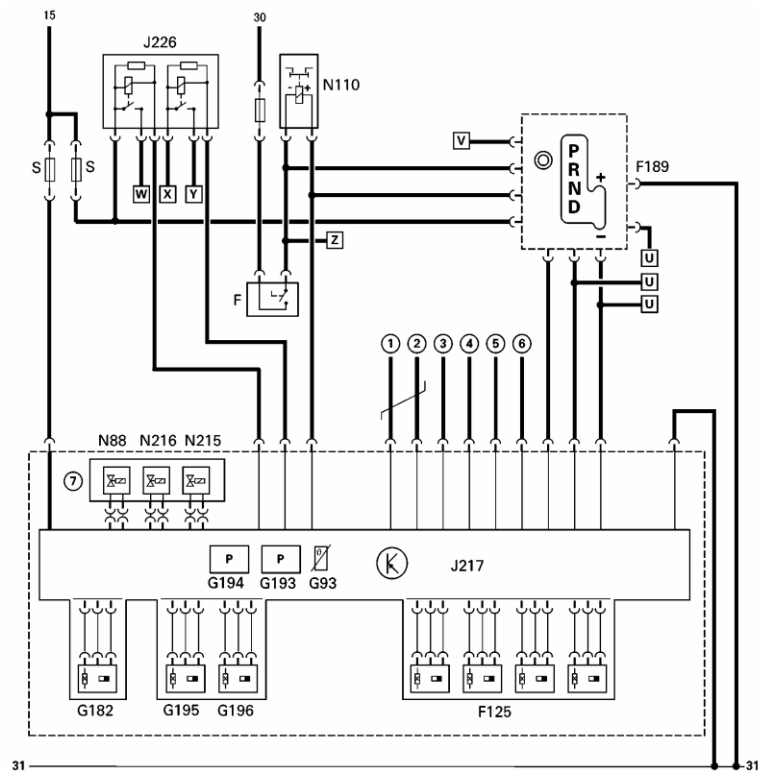 15
30
J226
N110
S
S
W
X
Y
V
P
R
N
D
+
-
F189
- +
Z
U
U
U
F
1 2 3 4 5 6
N88 N216 N215
7
P P
G194 G193 G93
J217
G182 G195 G196 F125
31 31